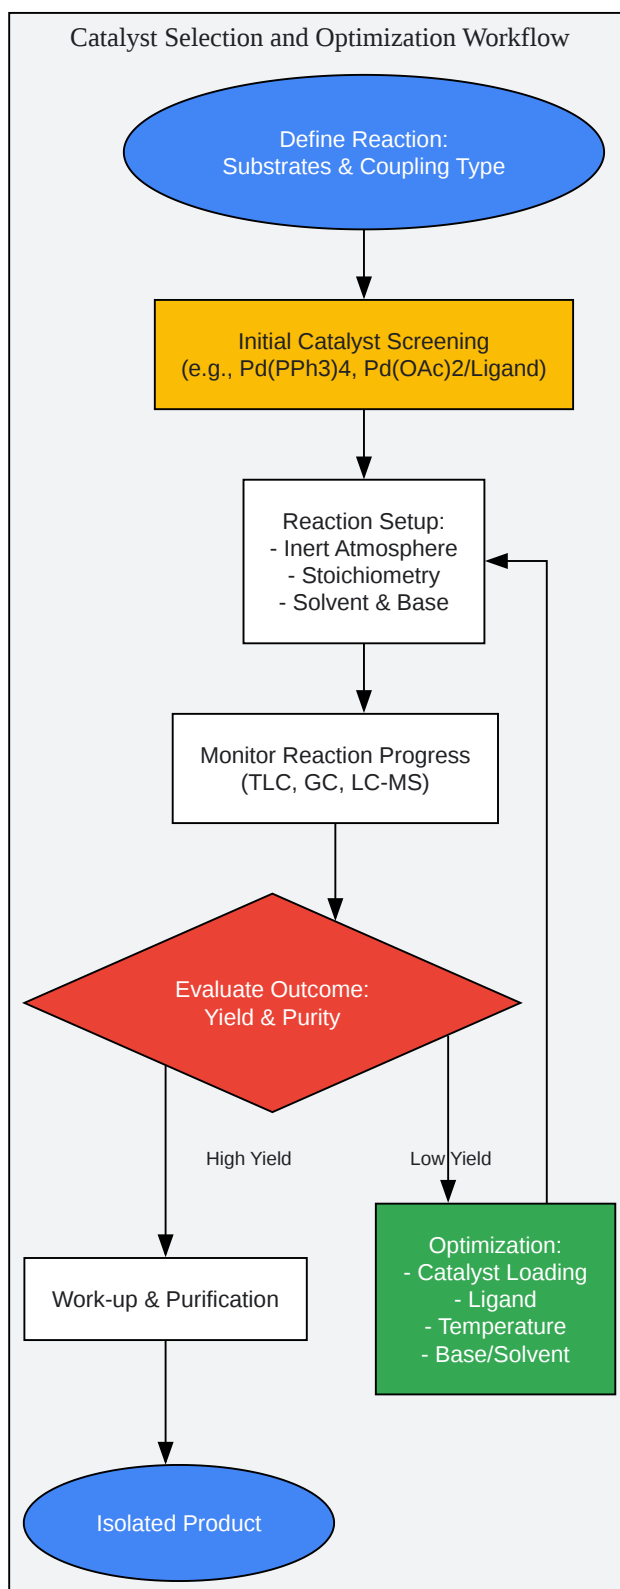 Catalyst Selection and Optimization Workflow
Define Reaction:
Substrates & Coupling Type
Initial Catalyst Screening
(e.g., Pd(PPh3)4, Pd(OAc)2/Ligand)
Reaction Setup:
- Inert Atmosphere
- Stoichiometry
- Solvent & Base
Monitor Reaction Progress
(TLC, GC, LC-MS)
Evaluate Outcome:
Yield & Purity
High Yield
Low Yield
Optimization:
- Catalyst Loading
- Ligand
- Temperature
- Base/Solvent
Work-up & Purification
Isolated Product